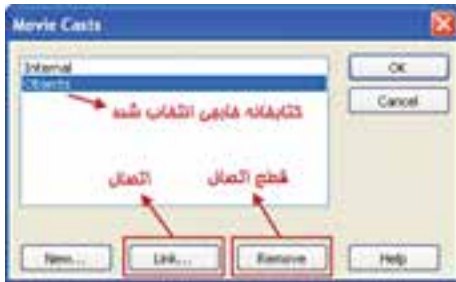 Movie Casts
Internal
Objects
OK
Cancel
کتابخانه خارجی انتخاب شده
اتصال
قطع اتصال
New...
Link...
Remove
Help